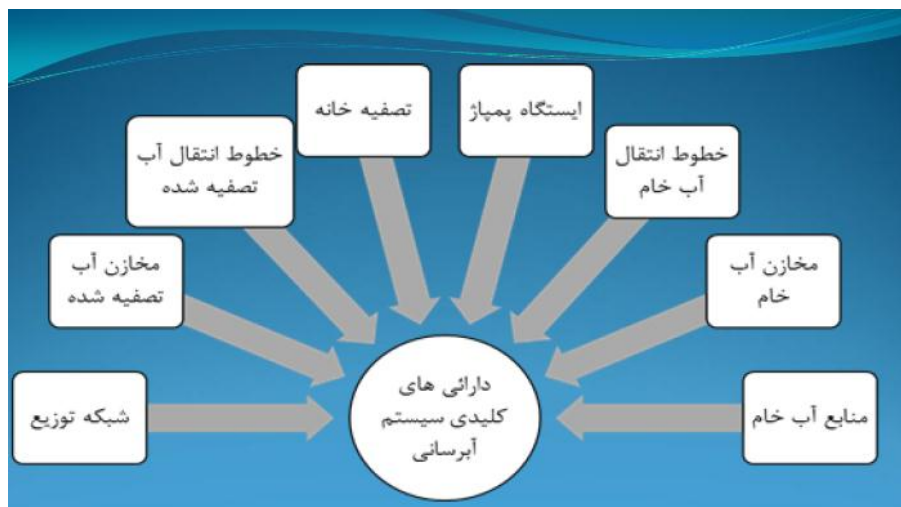 ایستگاه پمپاژ
تصفیه خانه
خطوط انتقال
آب خام
خطوط انتقال آب
تصفیه شده
مخازن آب
خام
مخازن آب
تصفیه شده
منابع آب خام
شبکه توزیع
دارائی های
کلیدی سیستم
آبرسانی